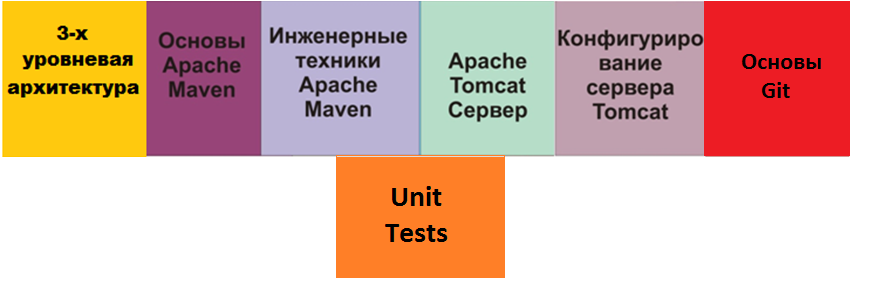 3-х
уровневая
архитектура
Основы
Apache
Maven
Инженерные
техники
Apache
Maven
Apache
Tomcat
Сервер
Конфигуриро
вание
сервера
Tomcat
Основы
Git
Unit
Tests